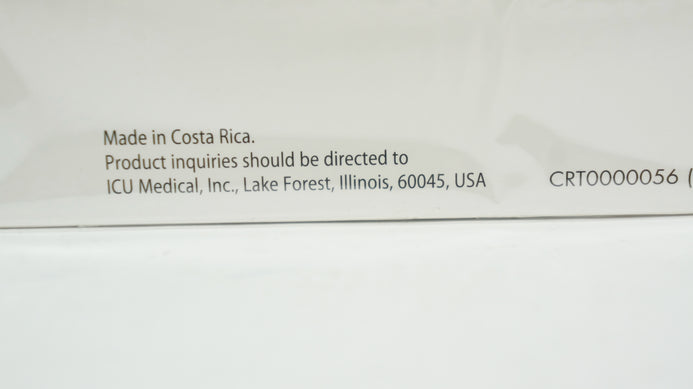 Made in Costa Rica.
Product inquiries should be directed to
ICU Medical, Inc., Lake Forest, Illinois, 60045, USA
CRT0000056 (